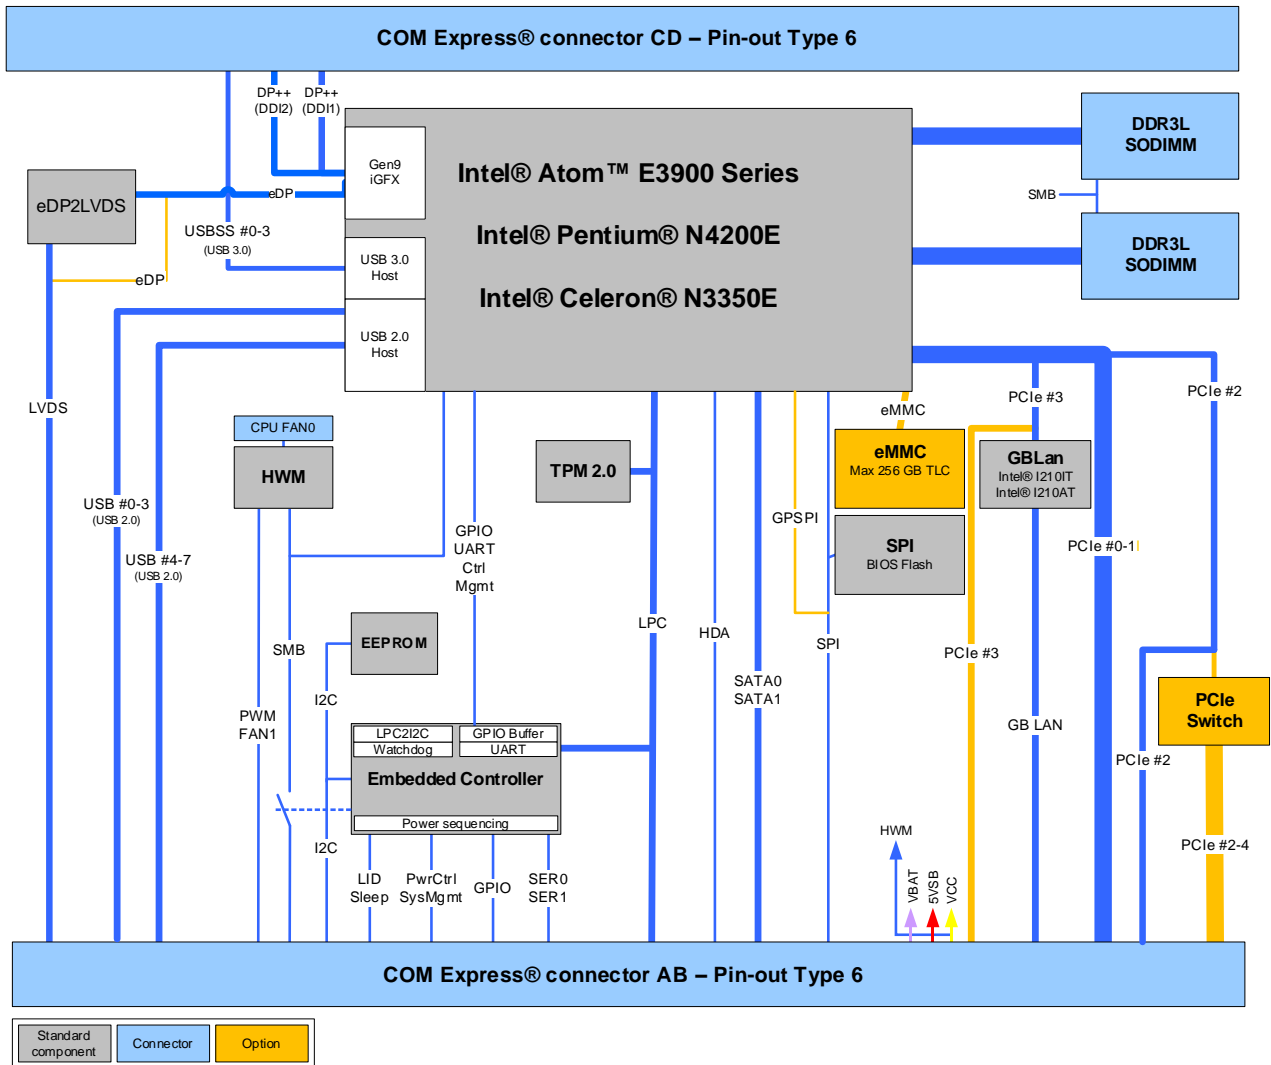 COM Express® connector CD – Pin-out Type 6
DP++
(DDI2)
DP++
(DDI1)
Gen9
iGFX
Intel® Atom™ E3900 Series
Intel® Pentium® N4200E
Intel® Celeron® N3350E
DDR3L
SODIMM
SMB
DDR3L
SODIMM
eDP2LVDS
eDP
USBSS #0-3
(USB 3.0)
eDP
USB 3.0
Host
USB 2.0
Host
LVDS
CPU FAN0
HWM
USB #0-3
(USB 2.0)
USB #4-7
(USB 2.0)
GPIO
UART
Ctrl
Mgmt
TPM 2.0
eMMC
eMMC
Max 256 GB TLC
GPSPI
SPI
BIOS Flash
PCIe #3
GBLan
Intel® I210IT
Intel® I210AT
PCIe #2
PCIe #0-1
EEPROM
SMB
I2C
PWM
FAN1
LPC
HDA
SATA0
SATA1
SPI
PCIe #3
GB LAN
PCIe
Switch
PCIe #2
PCIe #2-4
LPC2I2C
Watchdog
GPIO Buffer
UART
Embedded Controller
Power sequencing
I2C
LID
Sleep
PwrCtrl
SysMgmt
GPIO
SER0
SER1
HWM
VBAT
5VSB
VCC
COM Express® connector AB – Pin-out Type 6
Standard
component
Connector
Option